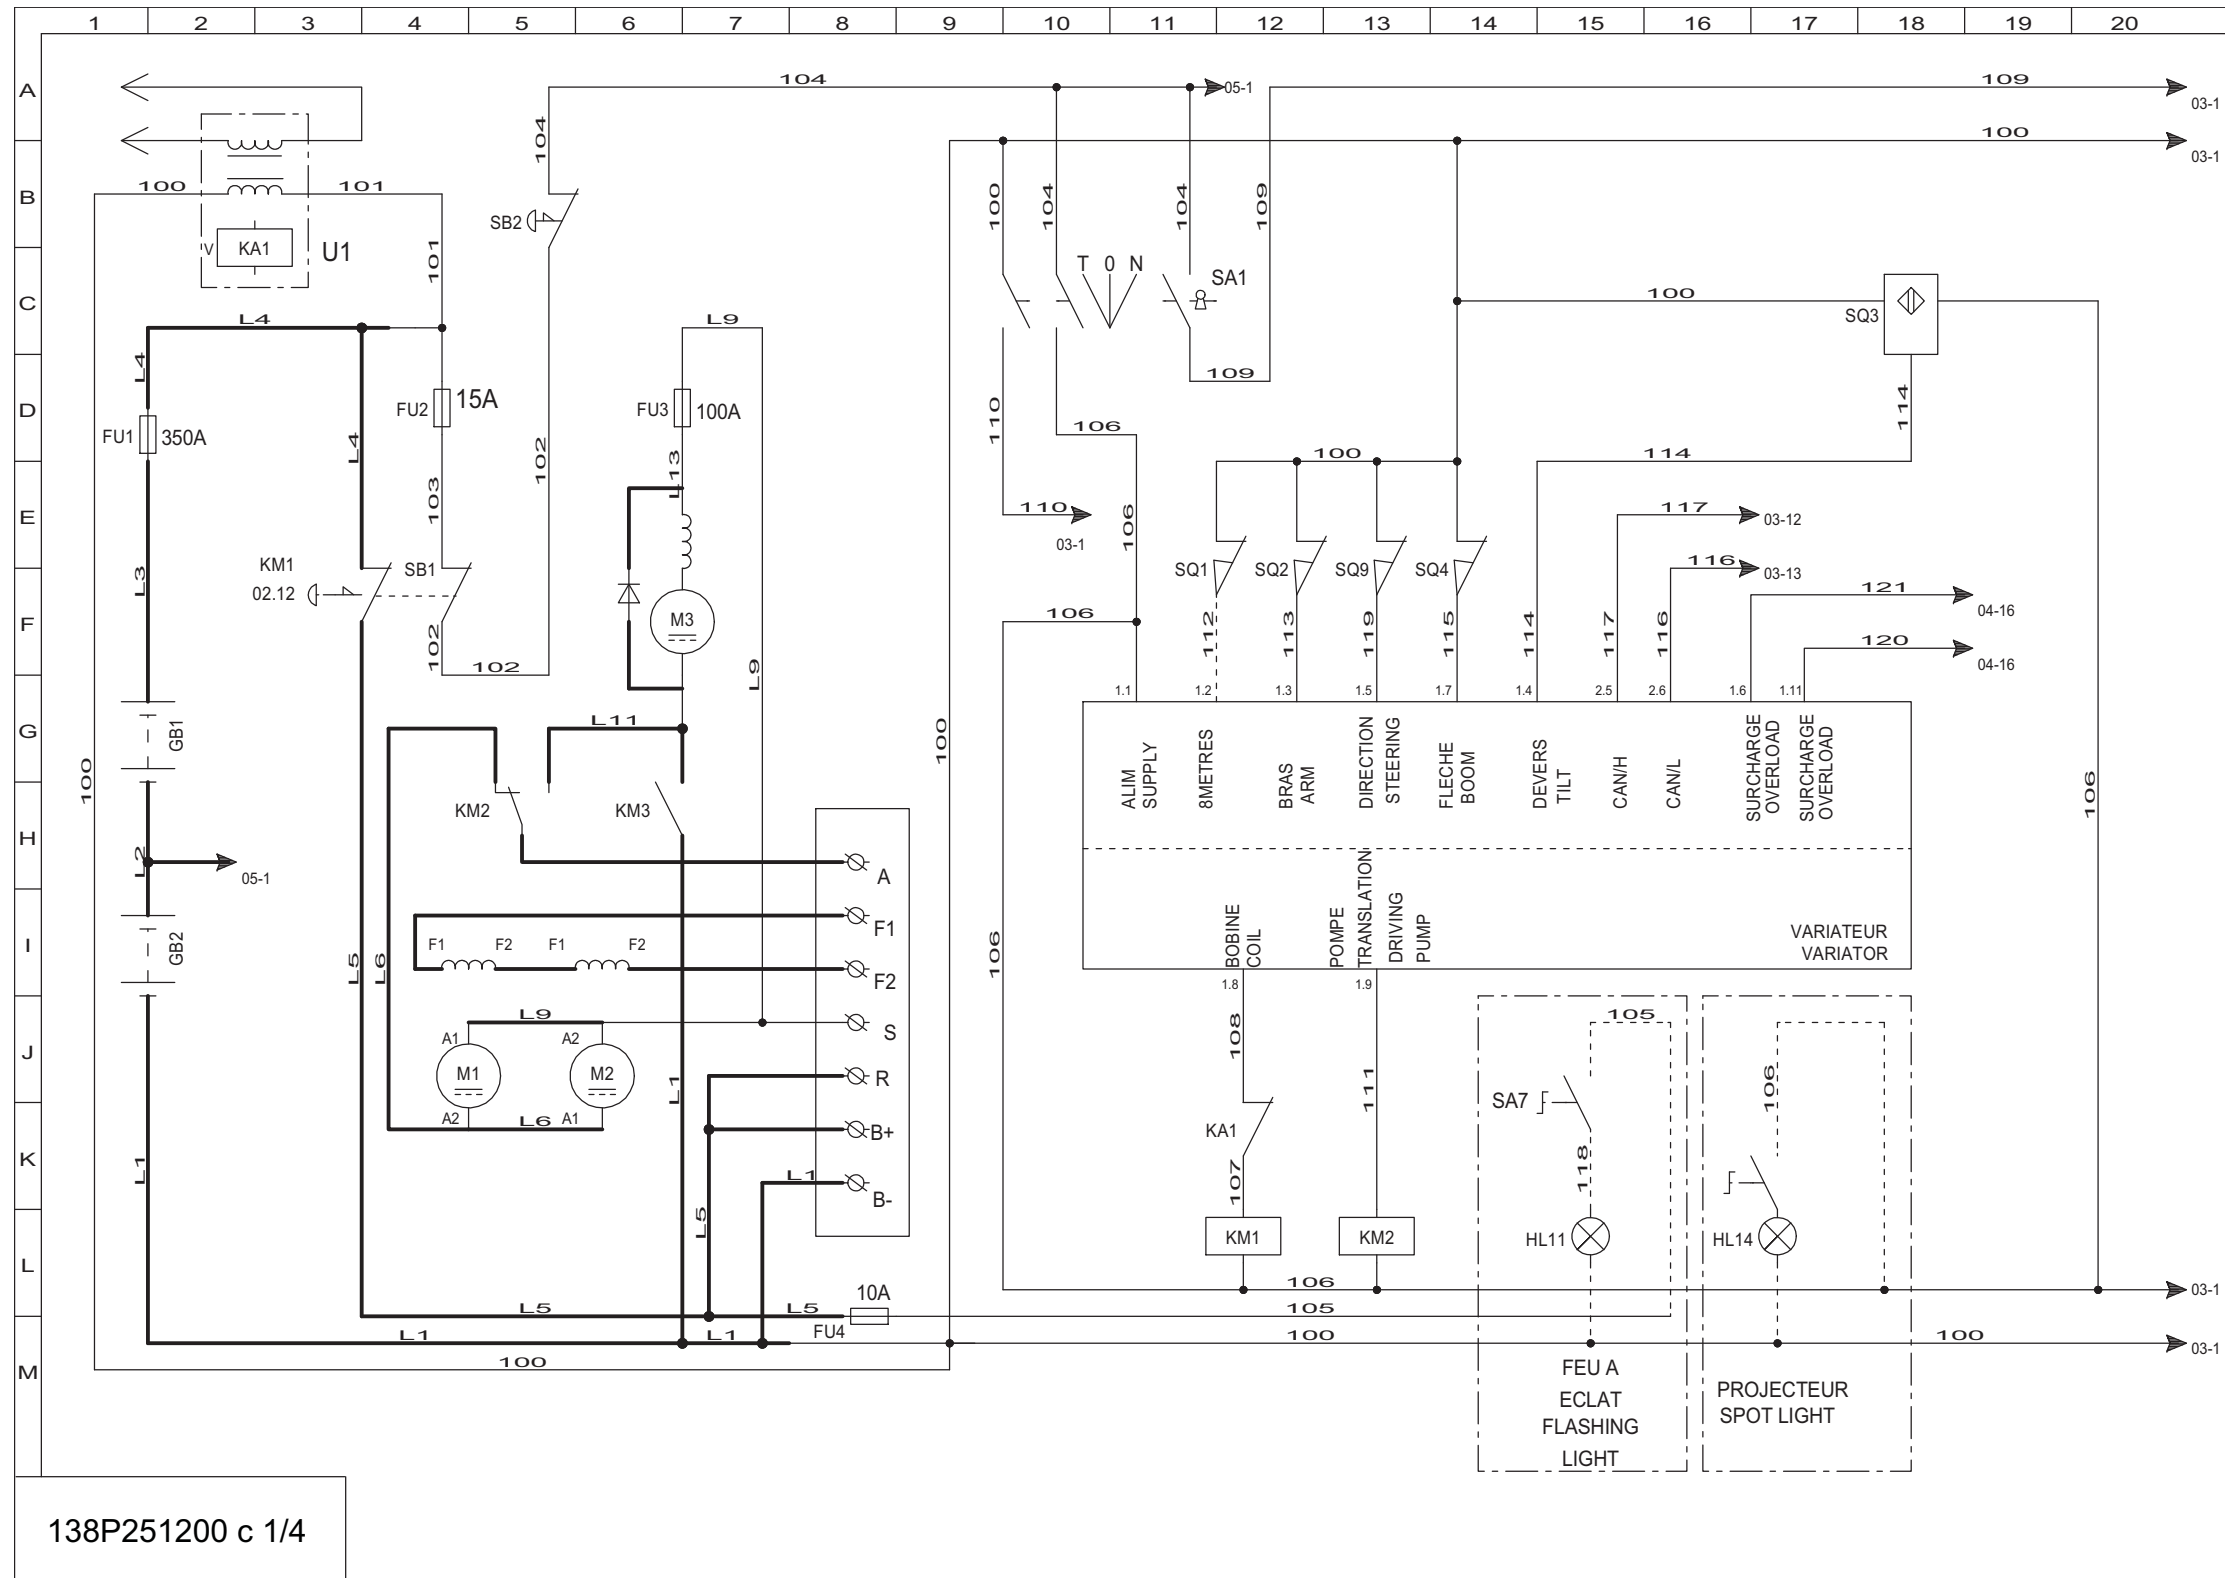 1 2 3 4 5 6 7 8 9 10 11 12 13 14 15 16 17 18 19 20
A
B
C
D
E
F
G
H
I
J
K
L
M
104
05-1
109
03-1
104
100
03-1
100
101
SB2
V
KA1
U1
101
100
104
104
109
T 0 N
SA1
100
SQ3
L4
L9
L4
FU1
350A
L4
FU2
15A
103
102
FU3
100A
L13
110
106
109
114
100
114
110
03-1
106
117
03-12
116
03-13
121
04-16
120
04-16
L3
KM1
02.12
SB1
102
102
M3
L9
106
SQ1
SQ2
SQ9
SQ4
112
113
119
115
114
117
116
1.1
1.2
1.3
1.5
1.7
1.4
2.5
2.6
1.6
1.11
GB1
100
L11
KM2
KM3
100
ALIM
SUPPLY
8METRES
BRAS
ARM
DIRECTION
STEERING
FLECHE
BOOM
DEVERS
TILT
CAN/H
CAN/L
SURCHARGE
OVERLOAD
SURCHARGE
OVERLOAD
106
L2
05-1
A
GB2
L5
L6
F1
F2
F1
F2
F1
F2
106
BOBINE
COIL
POMPE
TRANSLATION
DRIVING
PUMP
VARIATEUR
VARIATOR
1.8
1.9
L9
A1
A2
M1
M2
A2
A1
L6
L1
S
R
B+
L1
B-
L5
L1
108
111
KA1
107
KM1
KM2
105
SA7
118
HL11
106
HL14
106
03-1
L5
L5
10A
FU4
105
L1
L1
100
100
03-1
100
FEU A
ECLAT
FLASHING
LIGHT
PROJECTEUR
SPOT LIGHT
138P251200 c 1/4